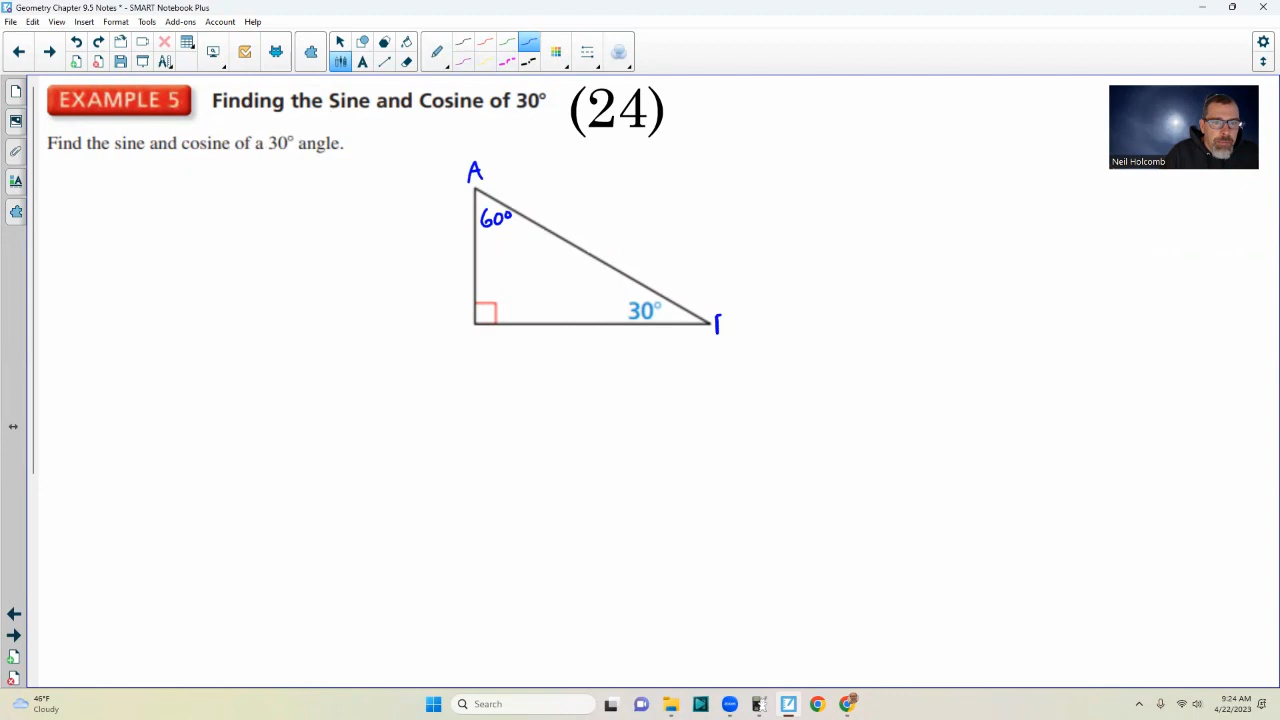 Geometry Chapter 9.5 Notes * - SMART Notebook Plus
File Edit View Insert Format Tools Add-ons Account Help
EXAMPLE 5 Finding the Sine and Cosine of 30° (24)
Find the sine and cosine of a 30° angle.
Neil Holcomb
A
60°
30°
46°F
Cloudy
Search
zoom
9:24 AM
4/22/2023